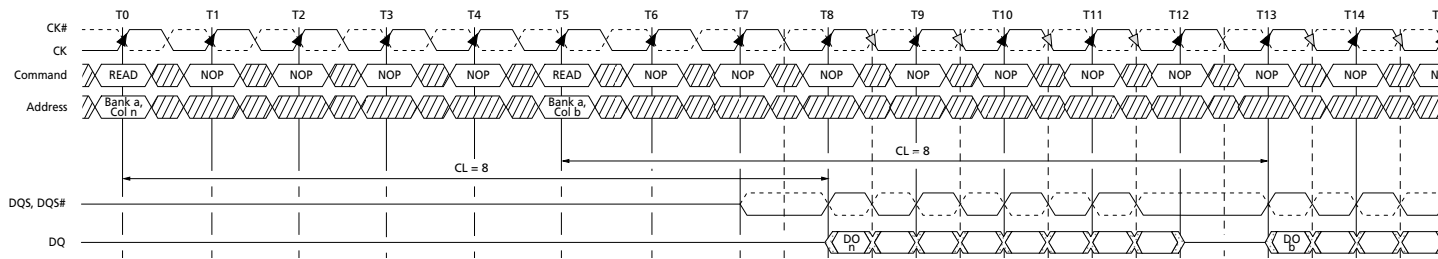 T0 T1 T2 T3 T4 T5 T6 T7 T8 T9 T10 T11 T12 T13 T14 T
CK#
CK
Command READ NOP NOP NOP NOP READ NOP NOP NOP NOP NOP NOP NOP NOP NOP N
Address Bank a, Col n Bank a, Col b
CL = 8
CL = 8
DQS, DQS#
DQ DO n DO b